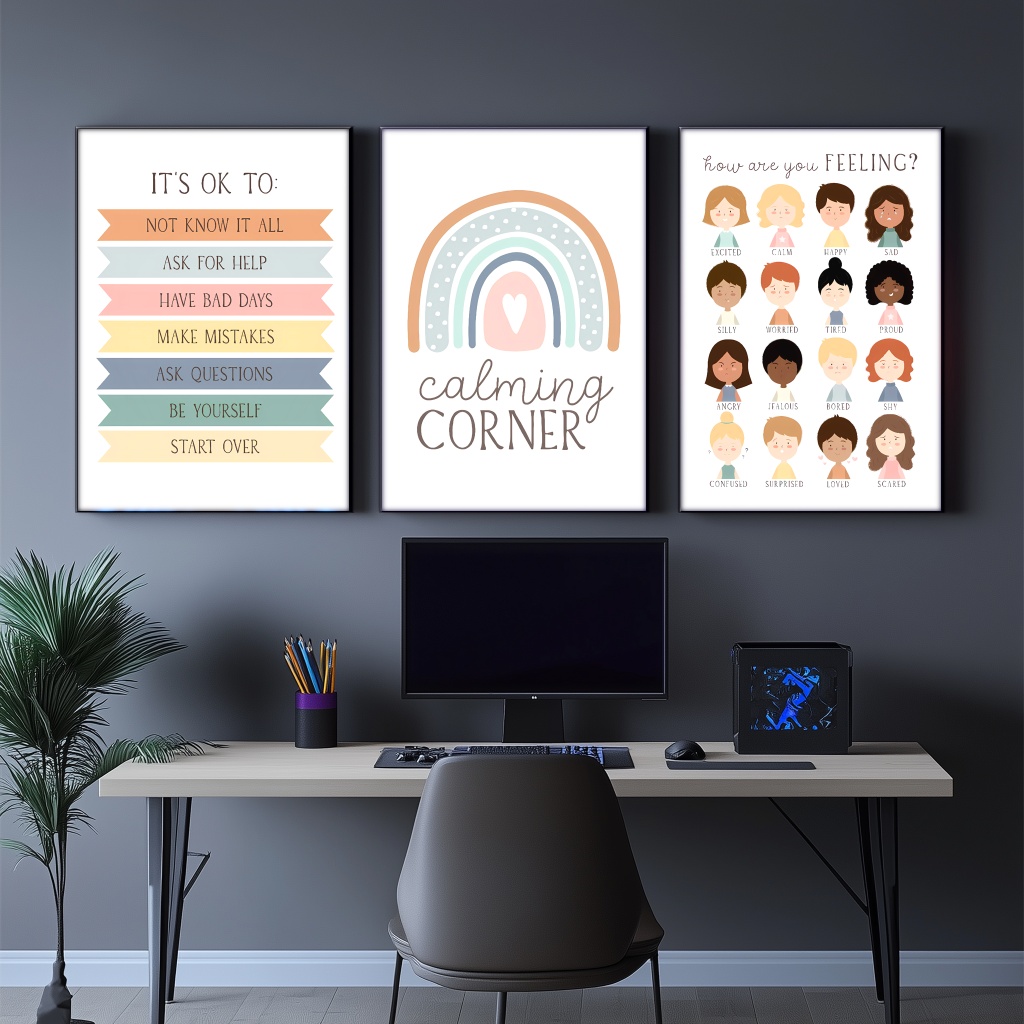 IT'S OK TO:
NOT KNOW IT ALL
ASK FOR HELP
HAVE BAD DAYS
MAKE MISTAKES
ASK QUESTIONS
BE YOURSELF
START OVER
calming
CORNER
how are you FEELING?
EXCITED CALM HAPPY SAD
SILLY WORRIED TIRED PROUD
ANGRY JEALOUS BORED SHY
? ?
CONFUSED SURPRISED LOVED SCARED